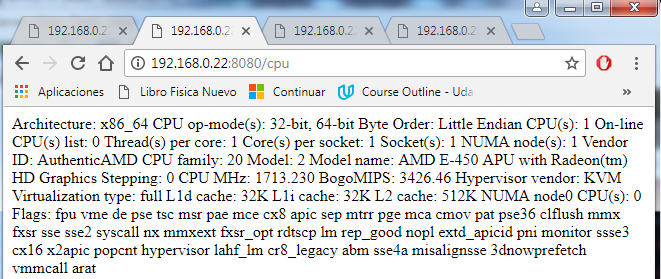 192.168.0.2
192.168.0.2
192.168.0.2
192.168.0.2
192.168.0.22:8080/cpu
Aplicaciones Libro Fisica Nuevo Continuar Course Outline - Uda
Architecture: x86_64 CPU op-mode(s): 32-bit, 64-bit Byte Order: Little Endian CPU(s): 1 On-line
CPU(s) list: 0 Thread(s) per core: 1 Core(s) per socket: 1 Socket(s): 1 NUMA node(s): 1 Vendor
ID: AuthenticAMD CPU family: 20 Model: 2 Model name: AMD E-450 APU with Radeon(tm)
HD Graphics Stepping: 0 CPU MHz: 1713.230 BogoMIPS: 3426.46 Hypervisor vendor: KVM
Virtualization type: full L1d cache: 32K L1i cache: 32K L2 cache: 512K NUMA node0 CPU(s): 0
Flags: fpu vme de pse tsc msr pae mce cx8 apic sep mtrr pge mca cmov pat pse36 clflush mmx
fxsr sse sse2 syscall nx mmxext fxsr_opt rdtscp lm rep_good nopl extd_apicid pni monitor ssse3
cx16 x2apic popcnt hypervisor lahf_lm cr8_legacy abm sse4a misalignsse 3dnowprefetch
vmmcall arat